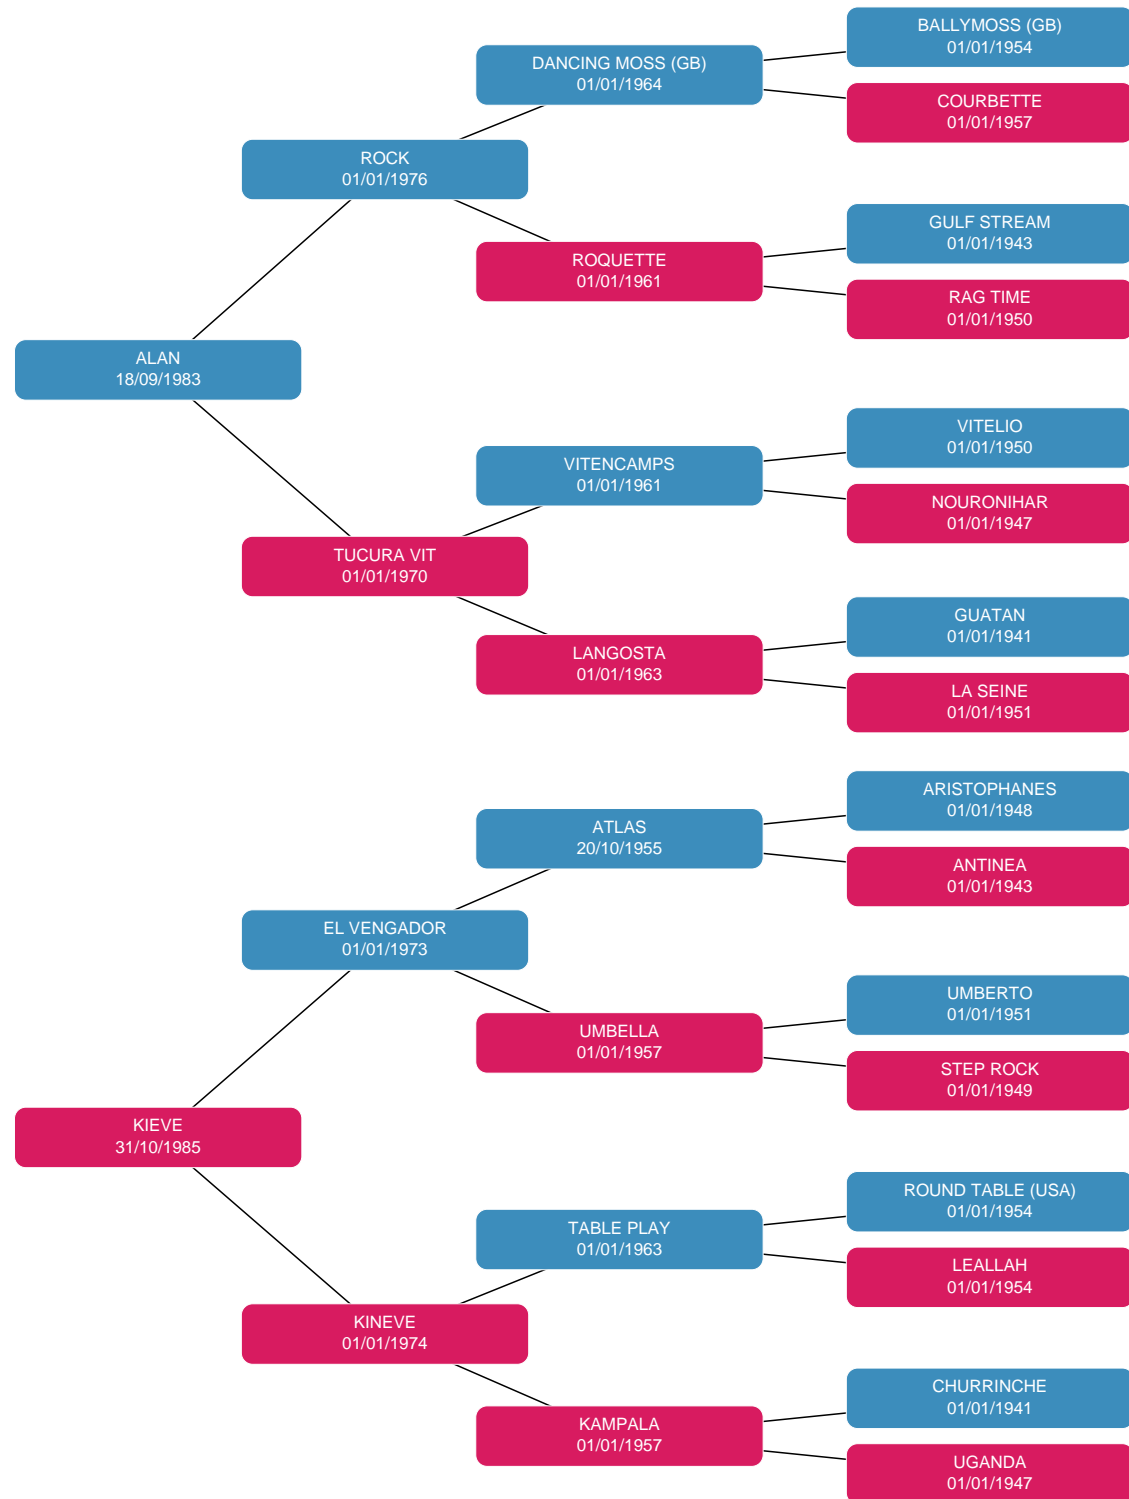 BALLYMOSS (GB)
01/01/1954
DANCING MOSS (GB)
01/01/1964
COURBETTE
01/01/1957
ROCK
01/01/1976
GULF STREAM
01/01/1943
ROQUETTE
01/01/1961
RAG TIME
01/01/1950
ALAN
18/09/1983
VITELIO
01/01/1950
VITENCAMPS
01/01/1961
NOURONIHAR
01/01/1947
TUCURA VIT
01/01/1970
GUATAN
01/01/1941
LANGOSTA
01/01/1963
LA SEINE
01/01/1951
ARISTOPHANES
01/01/1948
ATLAS
20/10/1955
ANTINEA
01/01/1943
EL VENGADOR
01/01/1973
UMBERTO
01/01/1951
UMBELLA
01/01/1957
STEP ROCK
01/01/1949
KIEVE
31/10/1985
ROUND TABLE (USA)
01/01/1954
TABLE PLAY
01/01/1963
LEALLAH
01/01/1954
KINEVE
01/01/1974
CHURRINCHE
01/01/1941
KAMPALA
01/01/1957
UGANDA
01/01/1947